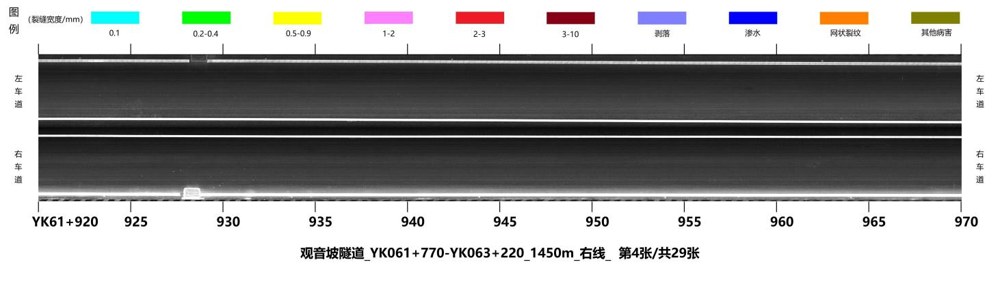 图例 (裂缝宽度/mm) 0.1 0.2-0.4 0.5-0.9 1-2 2-3 3-10 剥落 渗水 网状裂纹 其他病害
左车道 左车道
右车道 右车道
YK61+920 925 930 935 940 945 950 955 960 965 970
观音坡隧道_YK061+770-YK063+220_1450m_右线_ 第4张/共29张